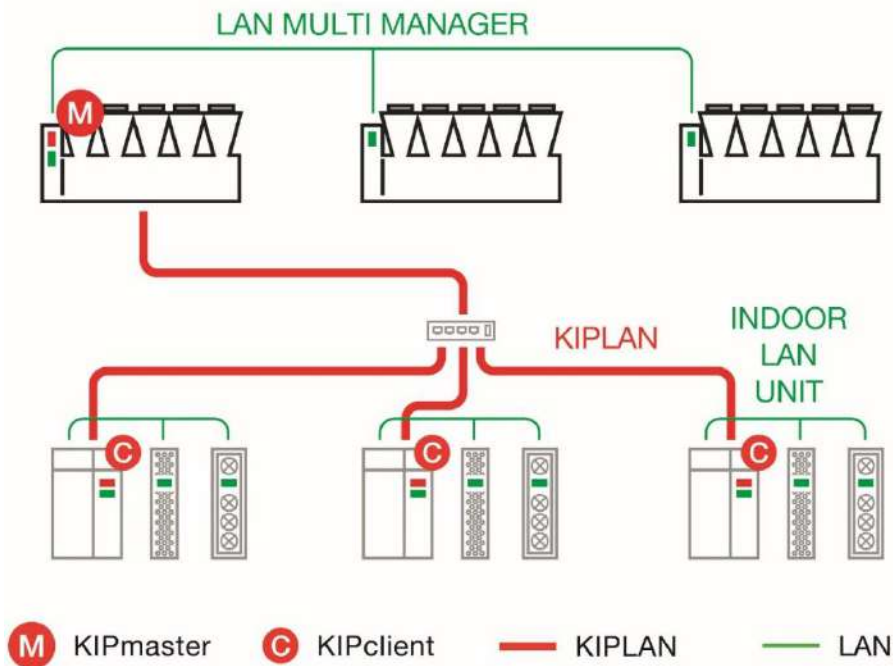 LAN MULTI MANAGER
M
KIPLAN
INDOOR
LAN
UNIT
C
C
C
M KIPmaster
C KIPclient
KIPLAN
LAN